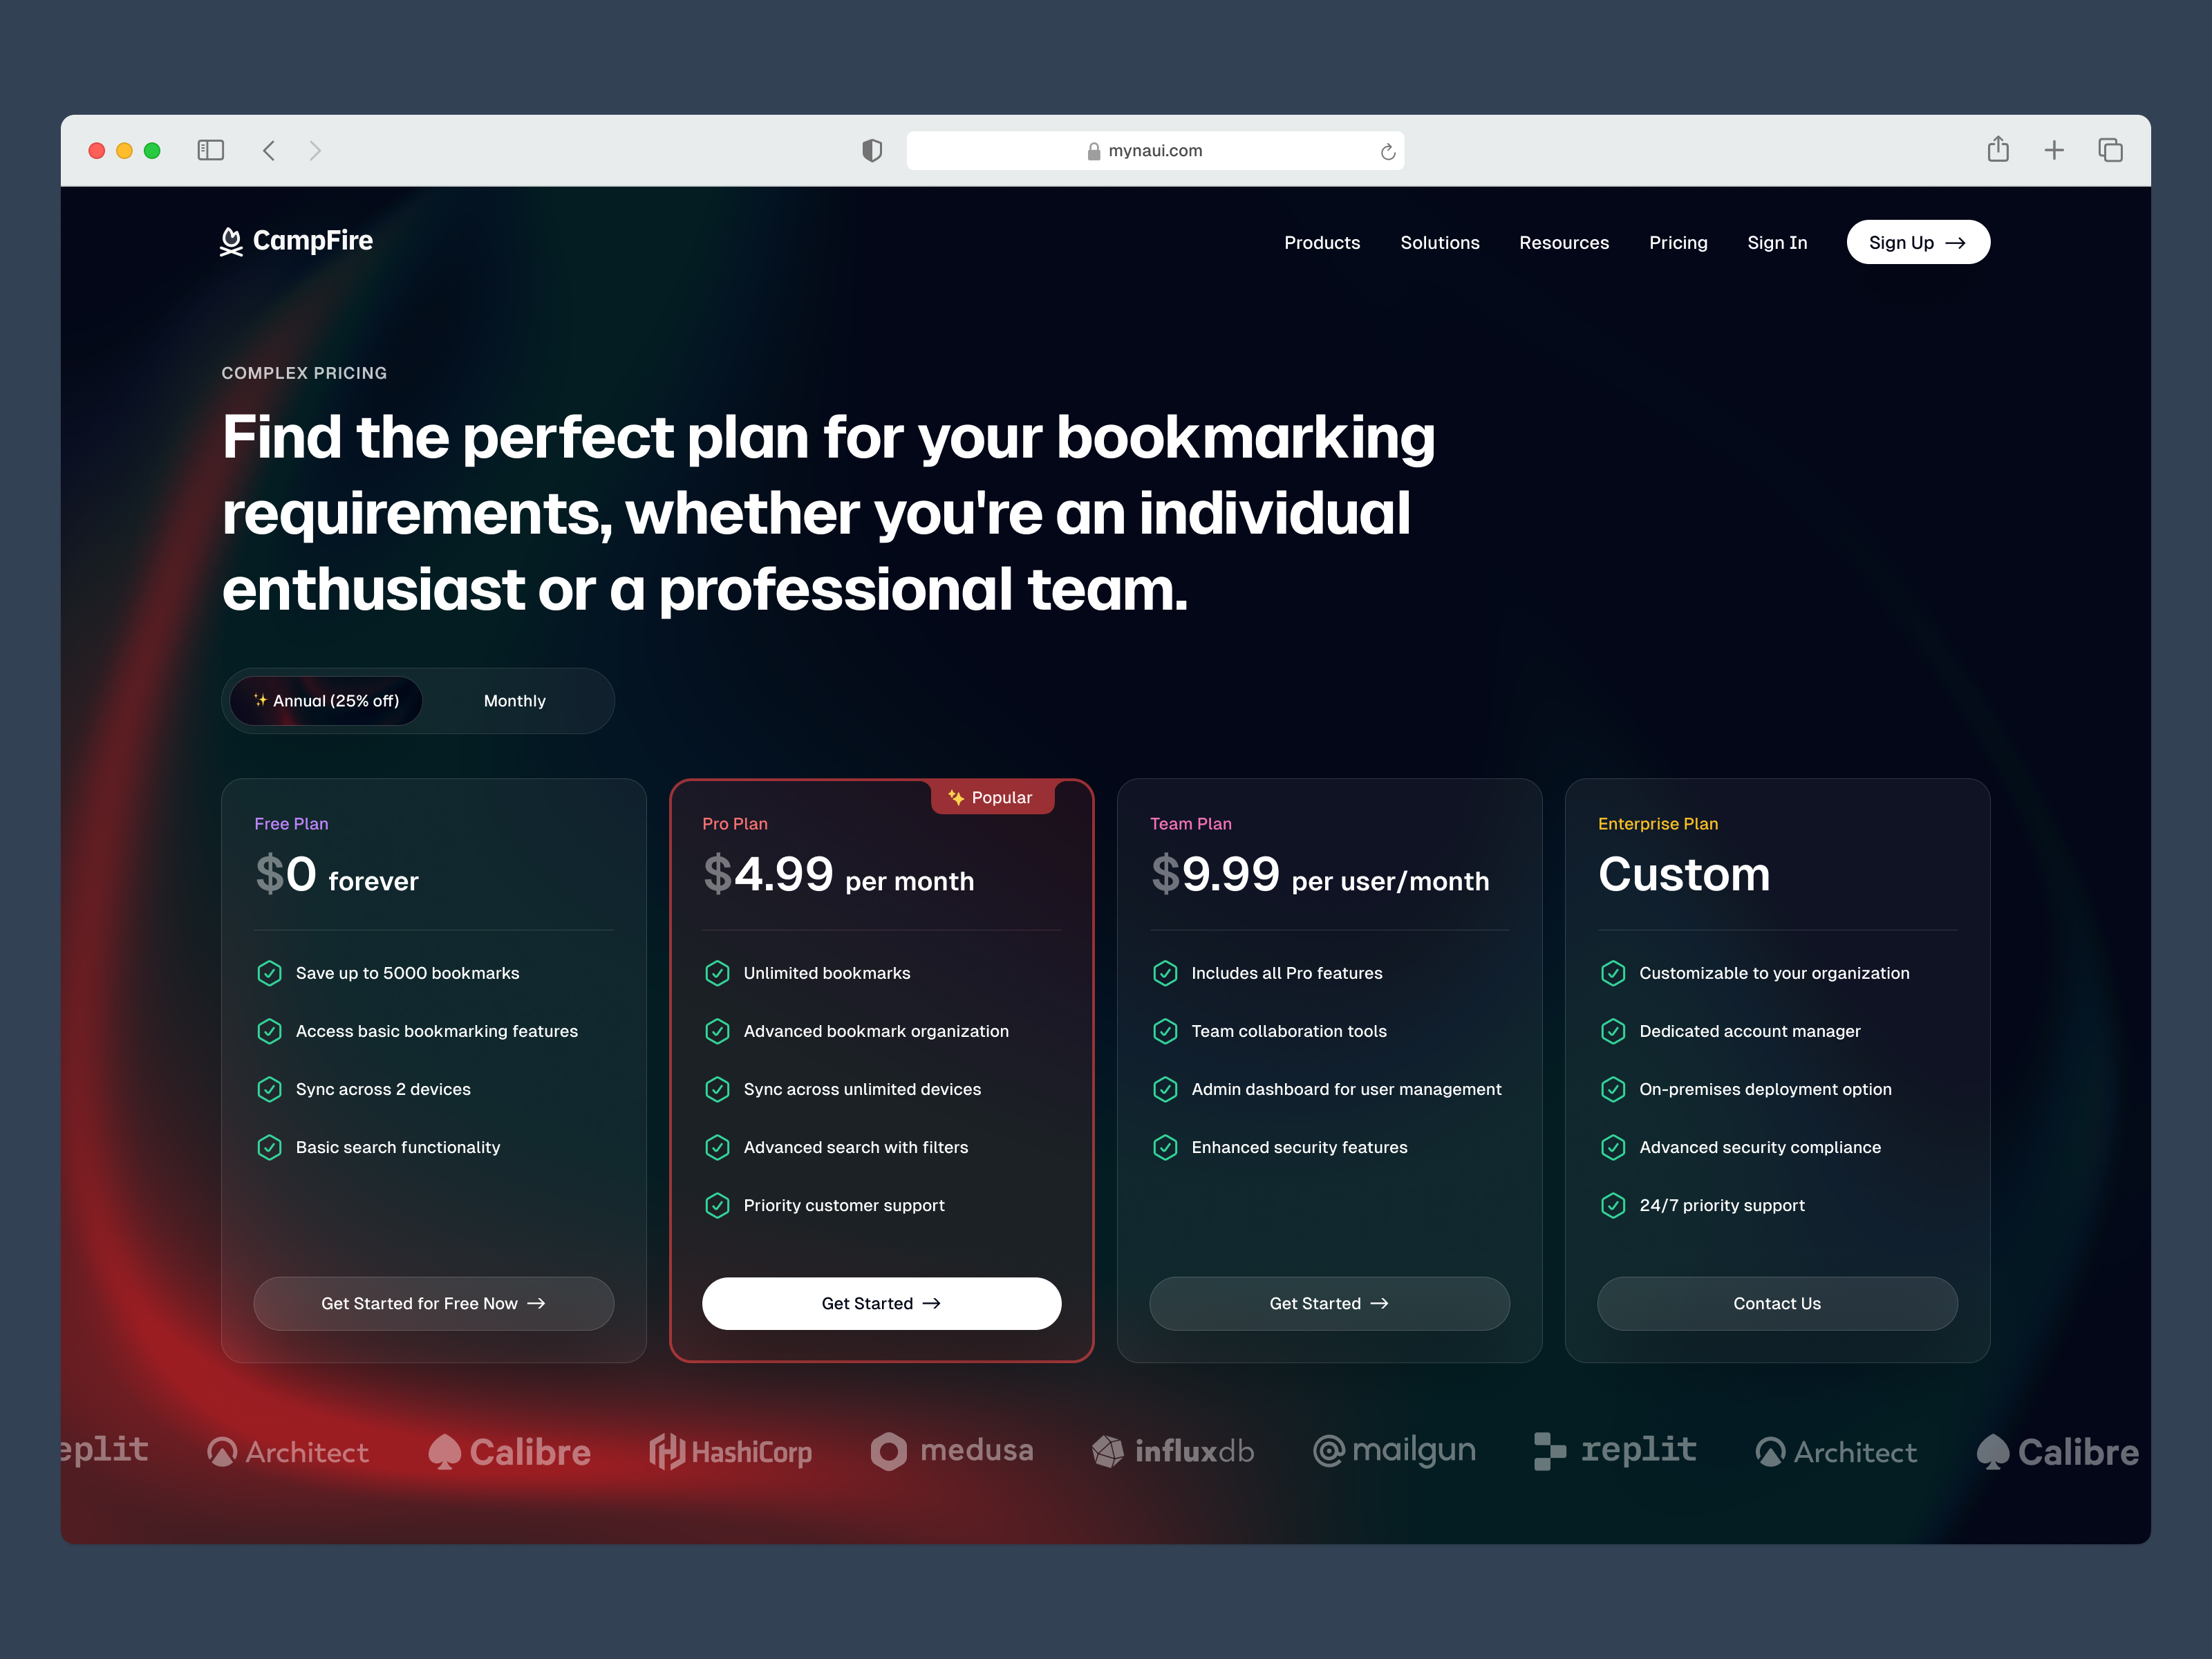 mynaui.com
CampFire
Products
Solutions
Resources
Pricing
Sign In
Sign Up
COMPLEX PRICING
Find the perfect plan for your bookmarking
requirements, whether you're an individual
enthusiast or a professional team.
Annual (25% off)
Monthly
Free Plan
$0 forever
Save up to 5000 bookmarks
Access basic bookmarking features
Sync across 2 devices
Basic search functionality
Get Started for Free Now
Popular
Pro Plan
$4.99 per month
Unlimited bookmarks
Advanced bookmark organization
Sync across unlimited devices
Advanced search with filters
Priority customer support
Get Started
Team Plan
$9.99 per user/month
Includes all Pro features
Team collaboration tools
Admin dashboard for user management
Enhanced security features
Get Started
Enterprise Plan
Custom
Customizable to your organization
Dedicated account manager
On-premises deployment option
Advanced security compliance
24/7 priority support
Contact Us
eplit
Architect
Calibre
HashiCorp
medusa
influxdb
mailgun
replit
Architect
Calibre